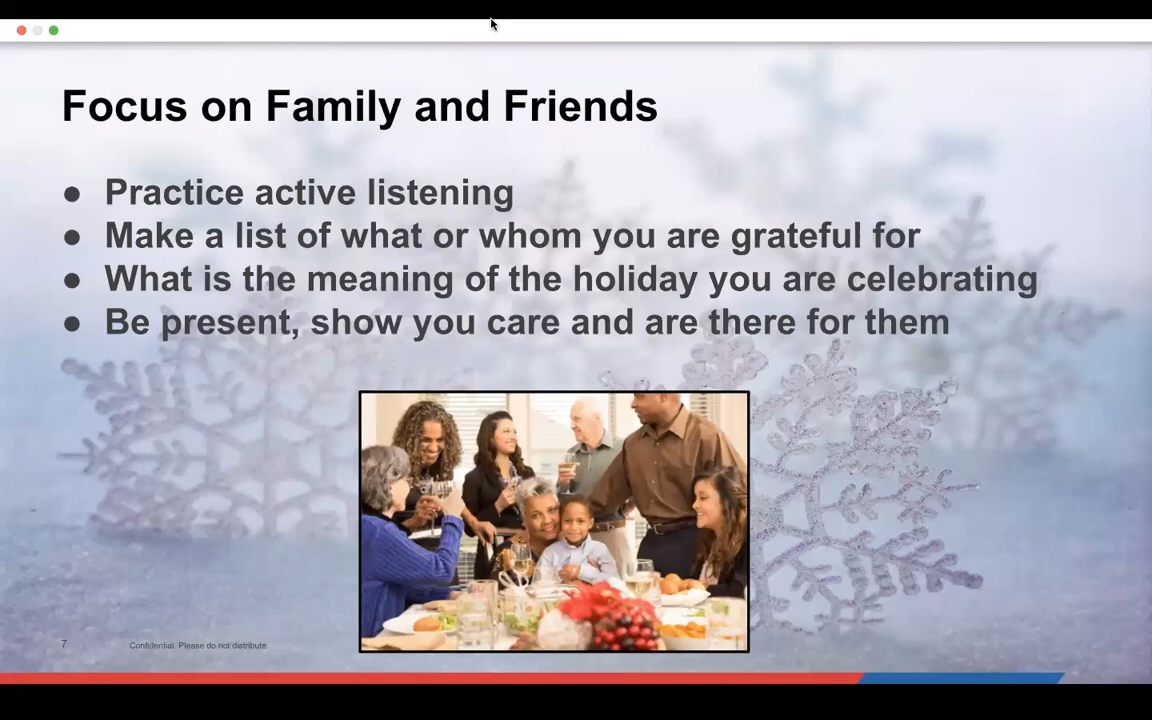 Focus on Family and Friends
● Practice active listening
● Make a list of what or whom you are grateful for
● What is the meaning of the holiday you are celebrating
● Be present, show you care and are there for them
7 Confidential. Please do not distribute.